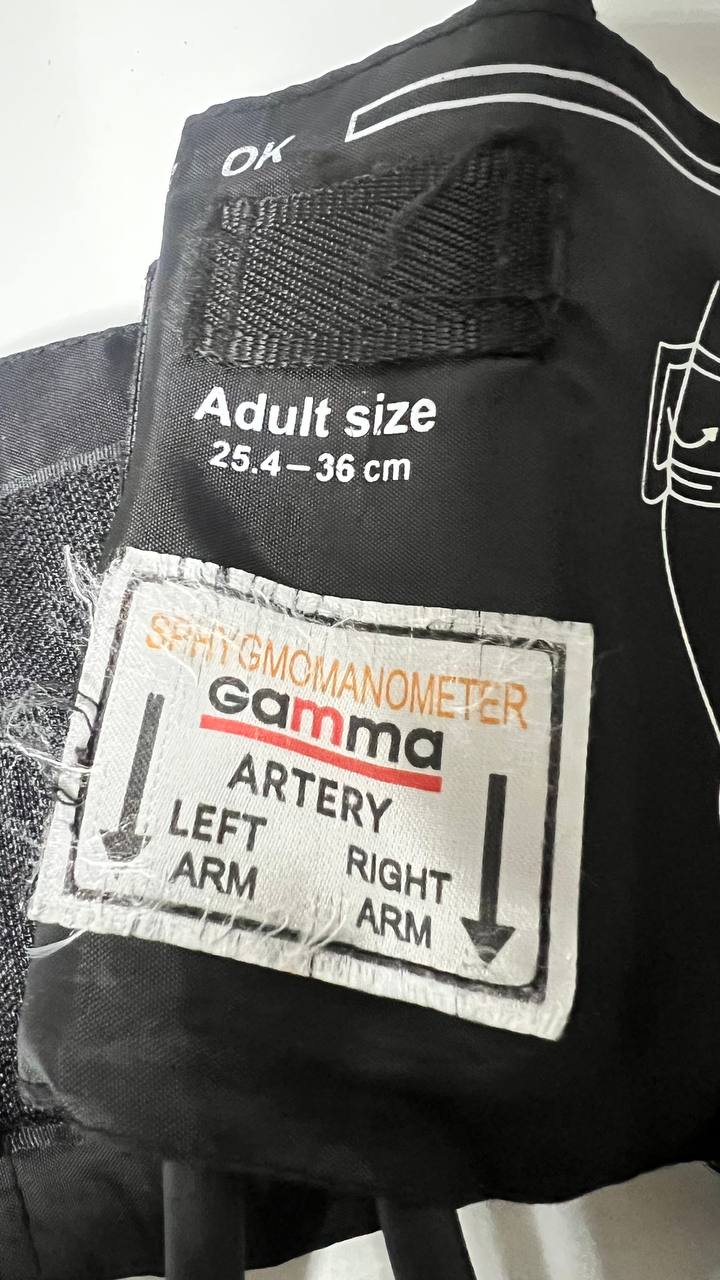 OK
Adult size
25.4–36 cm
SPHYGMOMANOMETER
Gamma
ARTERY
LEFT
ARM
RIGHT
ARM